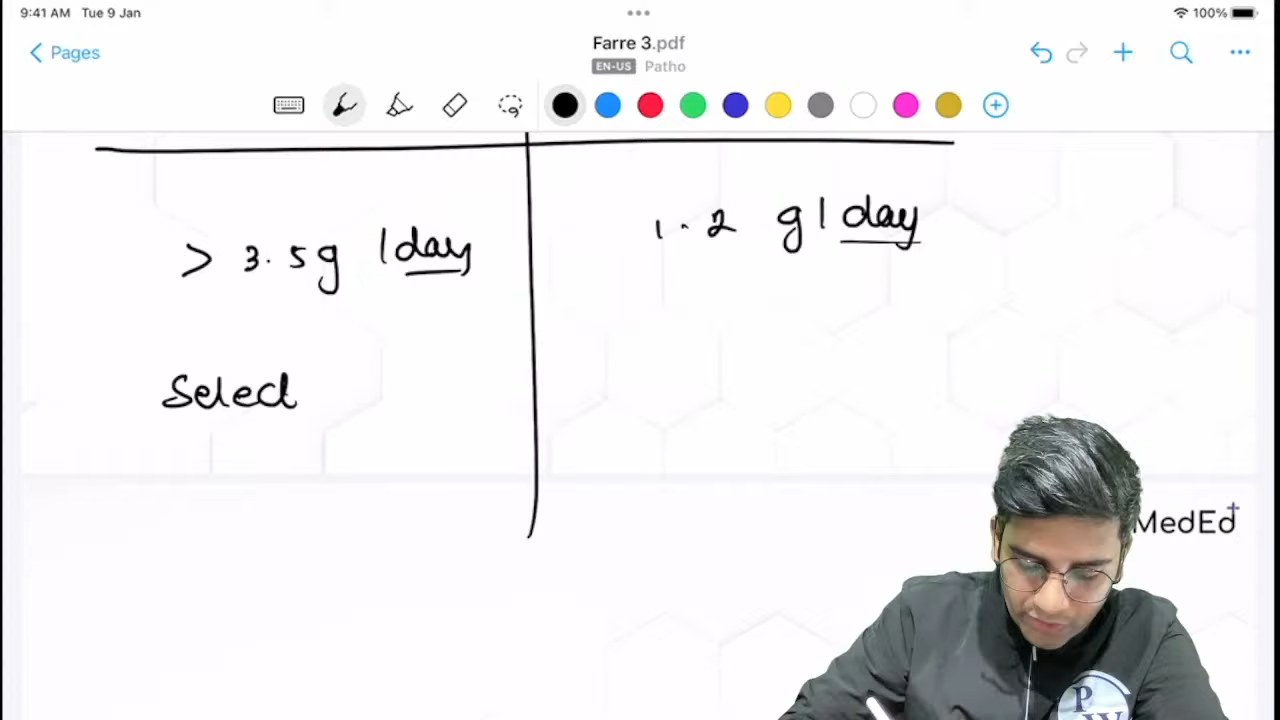 9:41 AM Tue 9 Jan
100%
Pages
Farre 3.pdf
EN-US Patho
> 3.5g /day
1.2 g/day
Select
MedEd+
P
W